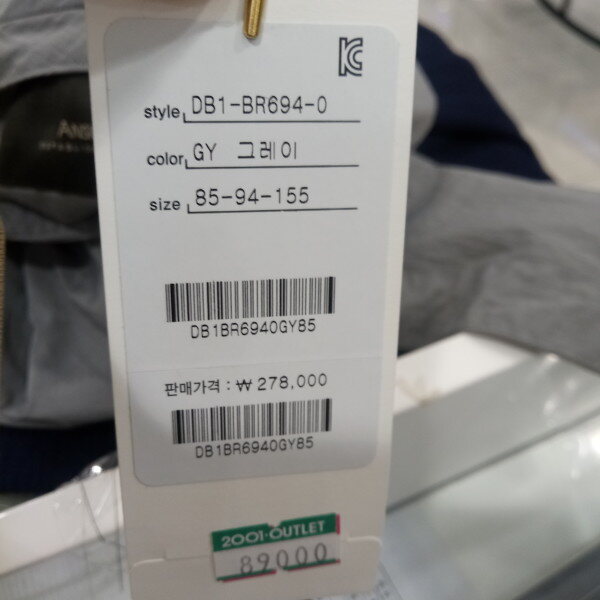 style DB1-BR694-0
color GY 그레이
size 85-94-155
DB1BR6940GY85
판매가격 : ₩ 278,000
DB1BR6940GY85
2001·OUTLET
89000